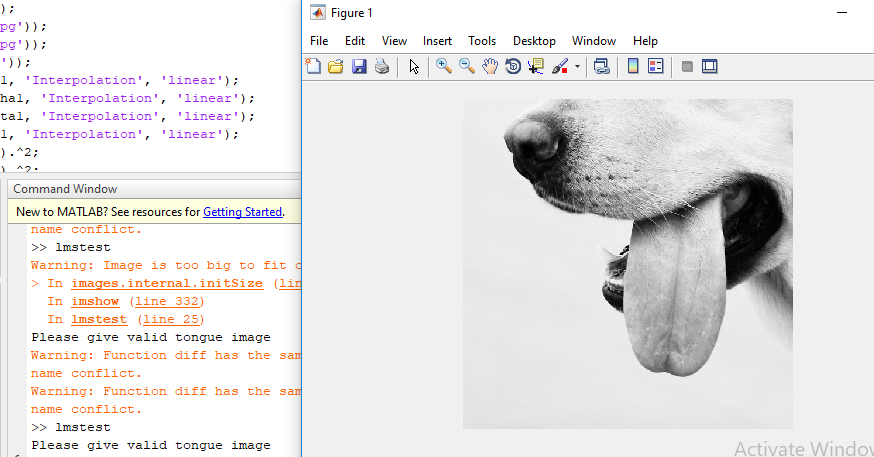 );
pg'));
pg'));
'));
l, 'Interpolation', 'linear');
hal, 'Interpolation', 'linear');
tal, 'Interpolation', 'linear');
l, 'Interpolation', 'linear');
).^2;
) ^2;
Command Window
New to MATLAB? See resources for Getting Started.
name conflict.
>> lmstest
Warning: Image is too big to fit o
> In images.internal.initSize (lin
In imshow (line 332)
In lmstest (line 25)
Please give valid tongue image
Warning: Function diff has the sam
name conflict.
Warning: Function diff has the sam
name conflict.
>> lmstest
Please give valid tongue image
Figure 1
File Edit View Insert Tools Desktop Window Help
Activate Window